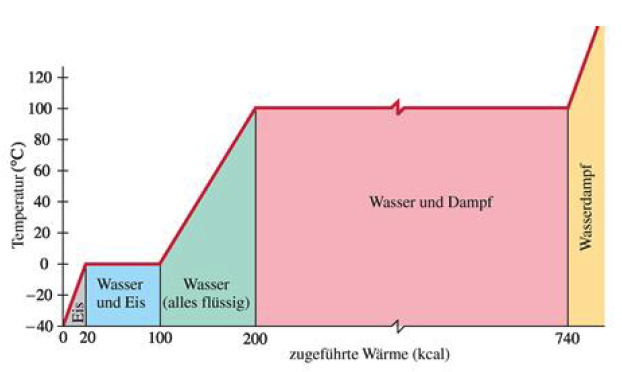 Temperatur (°C)
120
100
80
60
40
20
0
−20
−40
Eis
Wasser
und Eis
Wasser
(alles flüssig)
Wasser und Dampf
Wasserdampf
0 20 100 200 740
zugeführte Wärme (kcal)